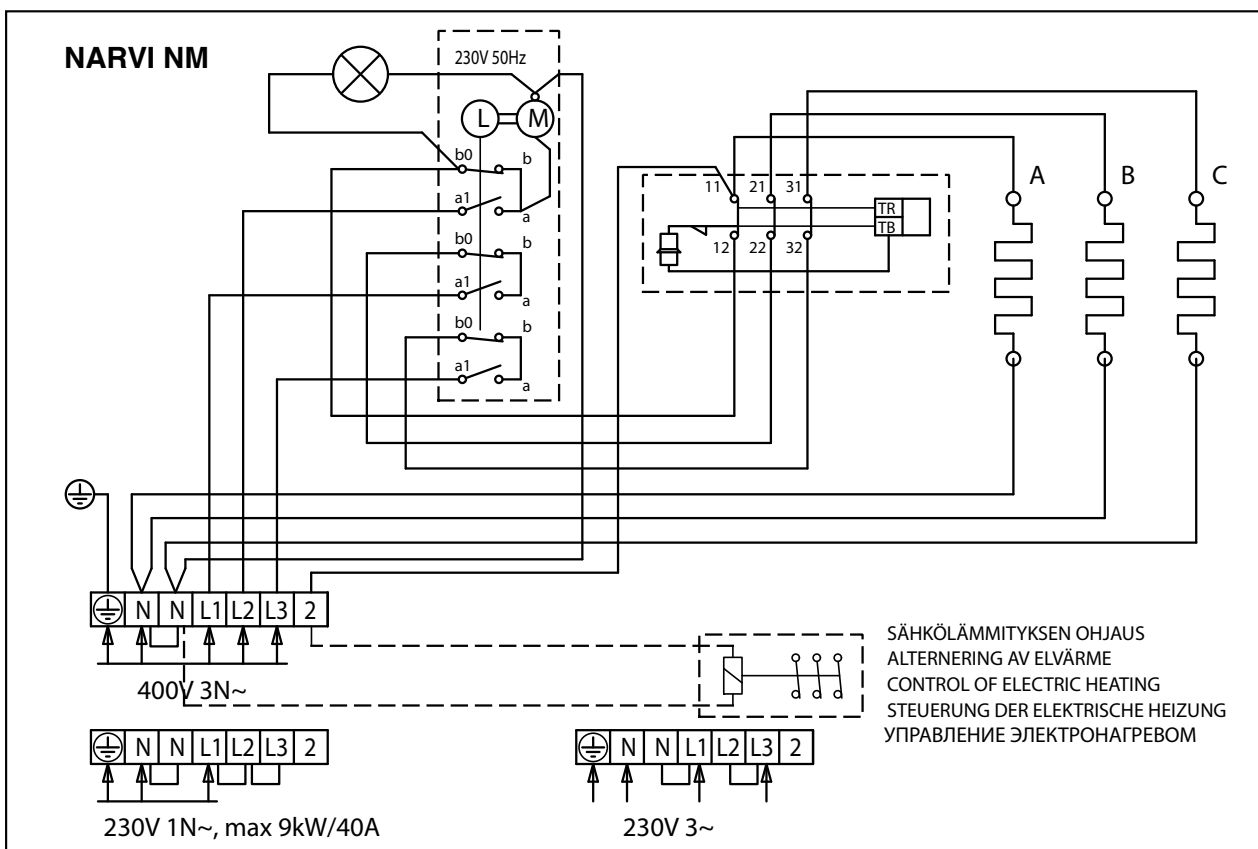 NARVI NM
230V 50Hz
L M
b0 b
a1 a
b0 b
a1 a
b0 b
a1 a
11 21 31
TR
TB
12 22 32
A B C
N N L1 L2 L3 2
400V 3N~
SÄHKÖLÄMMITYKSEN OHJAUS
ALTERNERING AV ELVÄRME
CONTROL OF ELECTRIC HEATING
STEUERUNG DER ELEKTRISCHE HEIZUNG
УПРАВЛЕНИЕ ЭЛЕКТРОНАГРЕВОМ
N N L1 L2 L3 2
230V 1N~, max 9kW/40A
N N L1 L2 L3 2
230V 3~